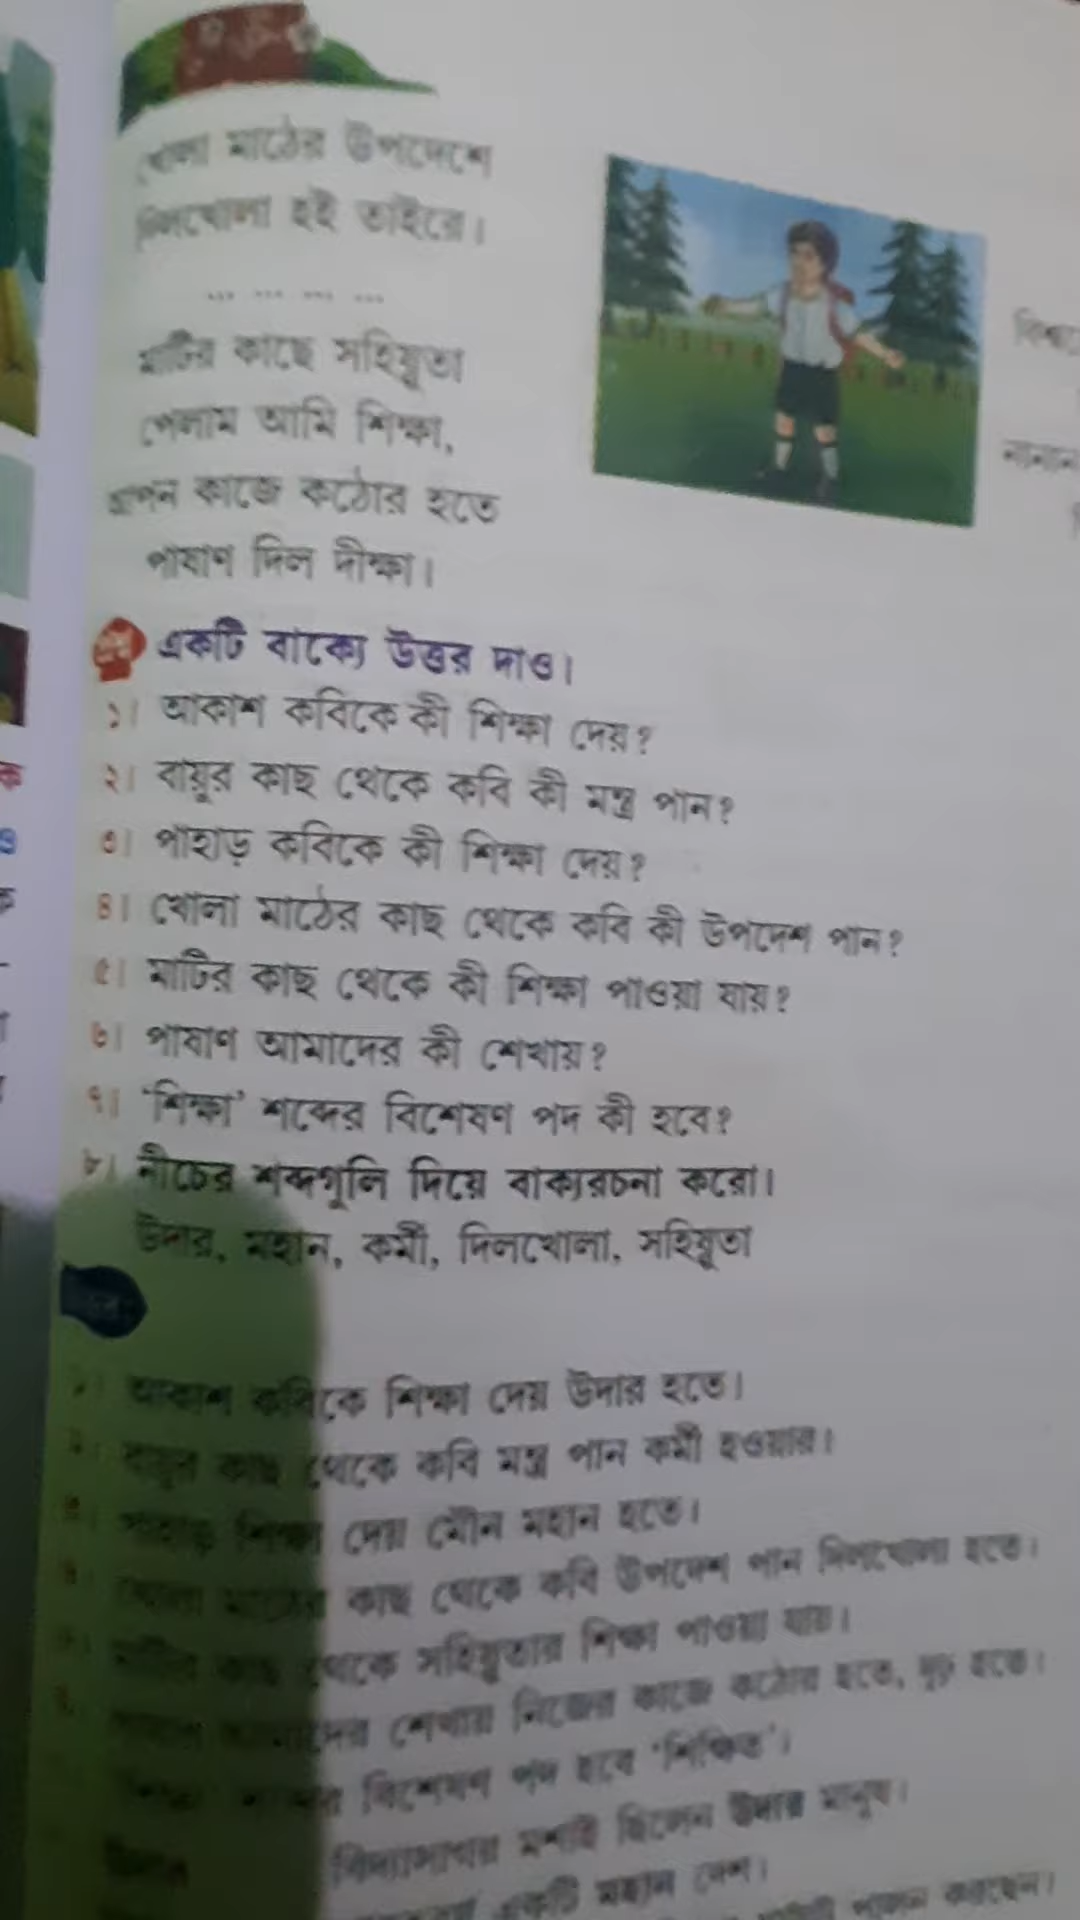 খোলা মাঠের উপদেশে
দিলখোলা হই তাইরে।
... ... ... ...
মাটির কাছে সহিষ্ণুতা
পেলাম আমি শিক্ষা,
আপন কাজে কঠোর হতে
পাষাণ দিল দীক্ষা।
একটি বাক্যে উত্তর দাও।
১। আকাশ কবিকে কী শিক্ষা দেয়?
২। বায়ুর কাছ থেকে কবি কী মন্ত্র পান?
৩। পাহাড় কবিকে কী শিক্ষা দেয়?
৪। খোলা মাঠের কাছ থেকে কবি কী উপদেশ পান?
৫। মাটির কাছ থেকে কী শিক্ষা পাওয়া যায়?
৬। পাষাণ আমাদের কী শেখায়?
৭। ‘শিক্ষা’ শব্দের বিশেষণ পদ কী হবে?
৮। নীচের শব্দগুলি দিয়ে বাক্যরচনা করো।
উদার, মহান, কর্মী, দিলখোলা, সহিষ্ণুতা
আকাশ কবিকে শিক্ষা দেয় উদার হতে।
বায়ুর কাছ থেকে কবি মন্ত্র পান কর্মী হওয়ার।
পাহাড় শিক্ষা দেয় মৌন মহান হতে।
খোলা মাঠের কাছ থেকে কবি উপদেশ পান দিলখোলা হতে।
মাটির কাছ থেকে সহিষ্ণুতার শিক্ষা পাওয়া যায়।
পাষাণ আমাদের শেখায় নিজের কাজে কঠোর হতে, দৃঢ় হতে।
বিশেষণ পদ হবে ‘শিক্ষিত’।
উদার বিদ্যাসাগর মশাই ছিলেন উদার মানুষ।
একটি মহান দেশ।
পালন করছেন।